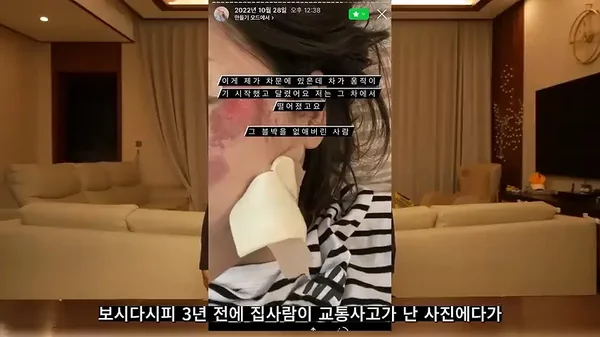 2022년 10월 28일 오후 12:38
만들기 모드에서 >
이게 제가 차문에 있은데 차가 움직이
기 시작했고 달렸어요 저는 그 차에서
떨어졌고요
그 블박을 없애버린 사람
보시다시피 3년 전에 집사람이 교통사고가 난 사진에다가